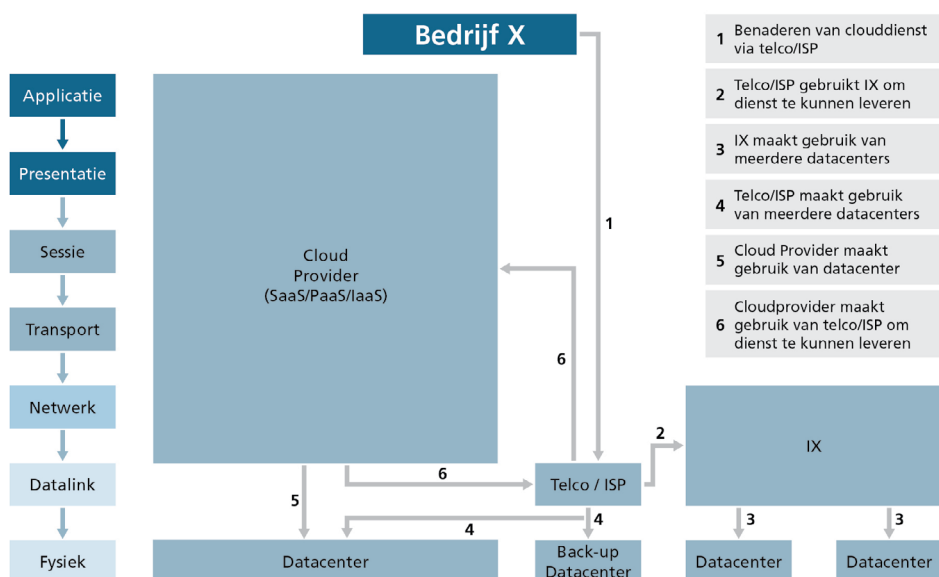 Bedrijf X
Applicatie
Presentatie
Sessie
Transport
Netwerk
Datalink
Fysiek
Cloud
Provider
(SaaS/PaaS/IaaS)
1
6
6
5
4
4
2
3
3
Telco / ISP
IX
Datacenter
Back-up
Datacenter
Datacenter
Datacenter
1 Benaderen van clouddienst
via telco/ISP
2 Telco/ISP gebruikt IX om
dienst te kunnen leveren
3 IX maakt gebruik van
meerdere datacenters
4 Telco/ISP maakt gebruik
van meerdere datacenters
5 Cloud Provider maakt
gebruik van datacenter
6 Cloudprovider maakt
gebruik van telco/ISP om
dienst te kunnen leveren